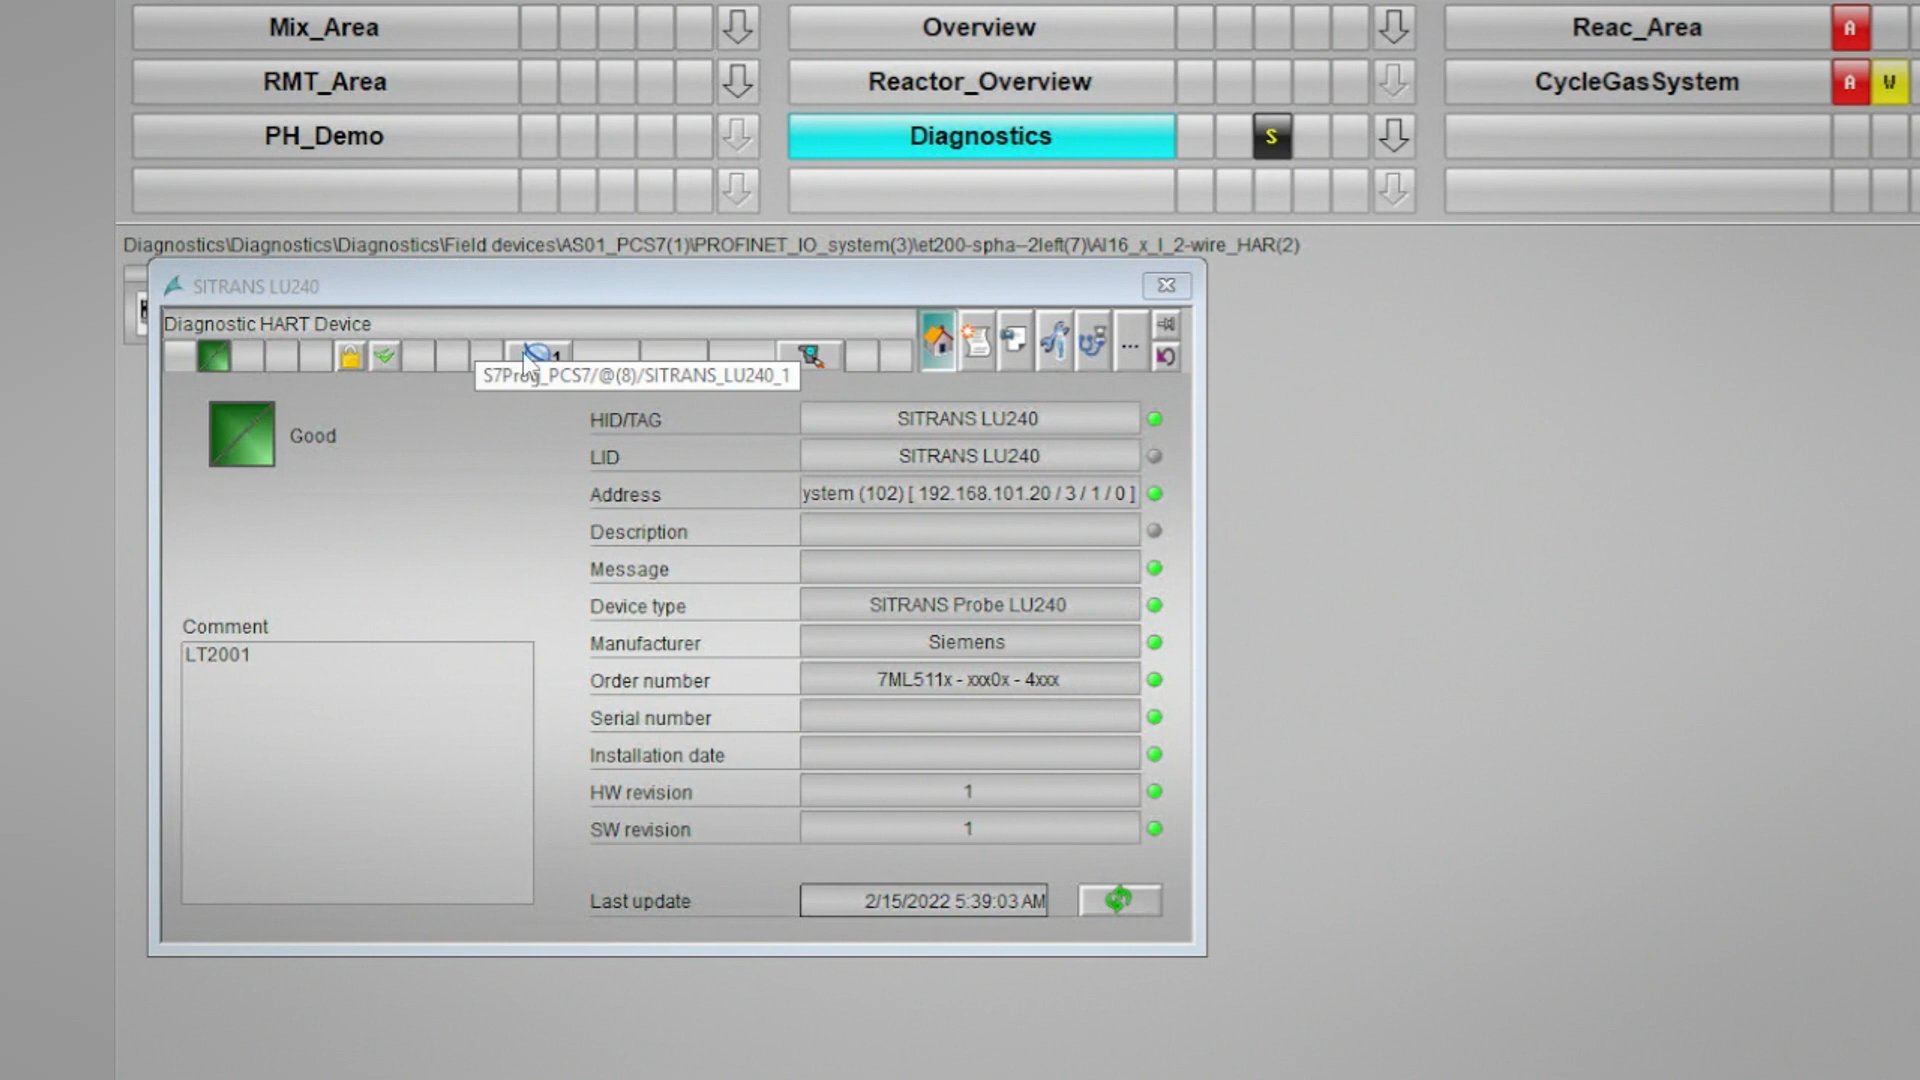 Mix_Area
Overview
Reac_Area
A
RMT_Area
Reactor_Overview
CycleGasSystem
A
W
PH_Demo
Diagnostics
S
Diagnostics\Diagnostics\Diagnostics\Field devices\AS01_PCS7(1)\PROFINET_IO_system(3)\et200-spha--2left(7)\AI16_x_I_2-wire_HAR(2)
SITRANS LU240
Diagnostic HART Device
...
1
S7Prog_PCS7/@(8)/SITRANS_LU240_1
Good
HID/TAG SITRANS LU240
LID SITRANS LU240
Address ystem (102) [ 192.168.101.20 / 3 / 1 / 0 ]
Description
Message
Device type SITRANS Probe LU240
Comment
LT2001
Manufacturer Siemens
Order number 7ML511x - xxx0x - 4xxx
Serial number
Installation date
HW revision 1
SW revision 1
Last update 2/15/2022 5:39:03 AM